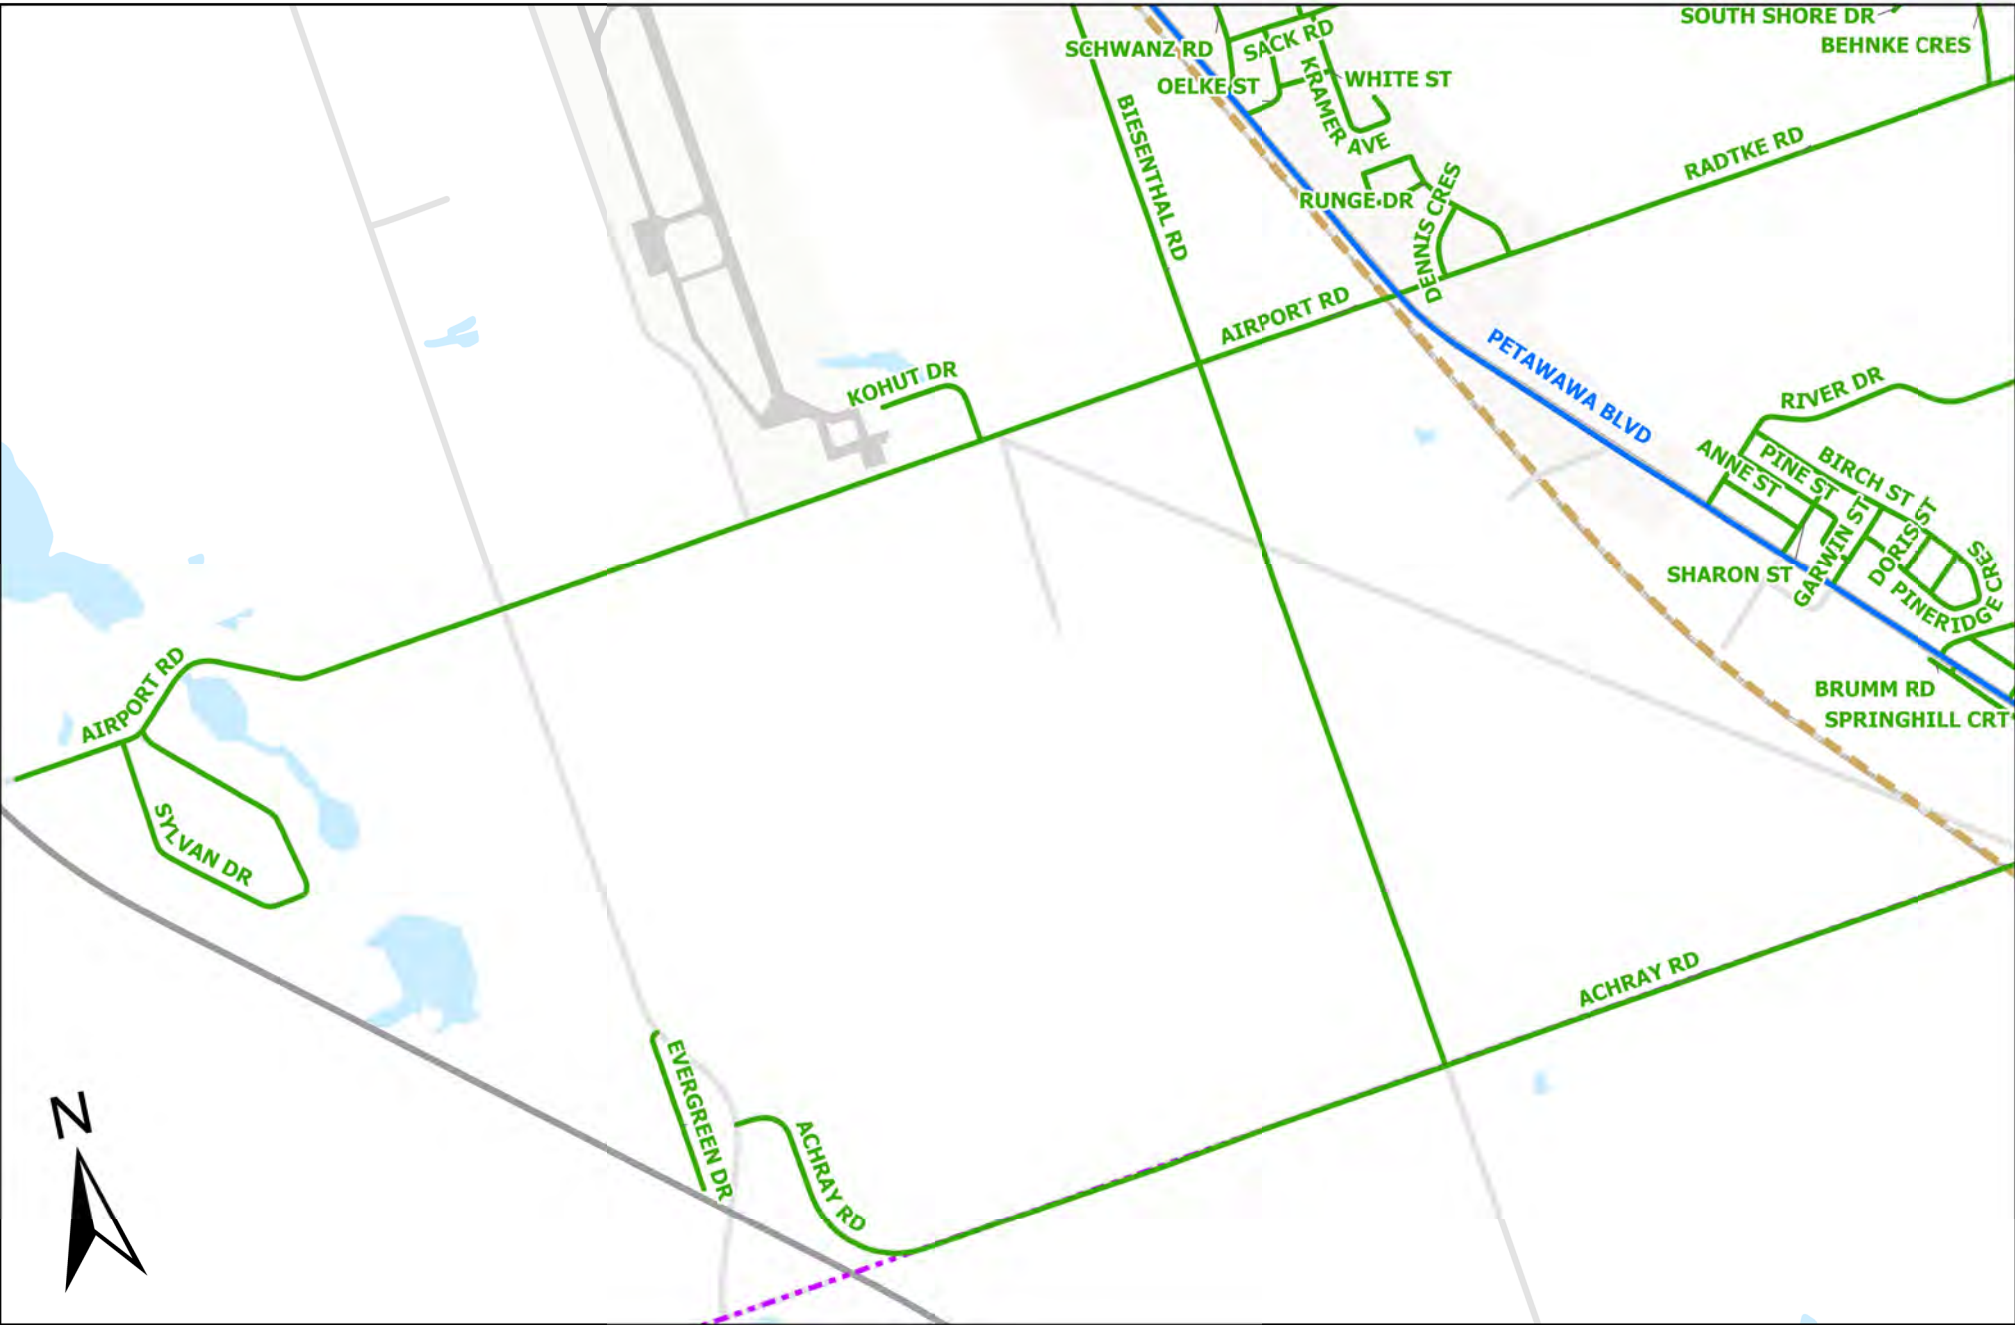 SOUTH SHORE DR
BEHNKE CRES
SCHWANZ RD
SACK RD
OELKE ST
WHITE ST
KRAMER AVE
BIESENTHAL RD
RADTKE RD
RUNGE DR
DENNIS CRES
AIRPORT RD
PETAWAWA BLVD
KOHUT DR
RIVER DR
ANNE ST
PINE ST
BIRCH ST
SHARON ST
GARWIN ST
DORIS ST
PINERIDGE CRES
BRUMM RD
SPRINGHILL CRT
AIRPORT RD
SYLVAN DR
ACHRAY RD
EVERGREEN DR
ACHRAY RD
N